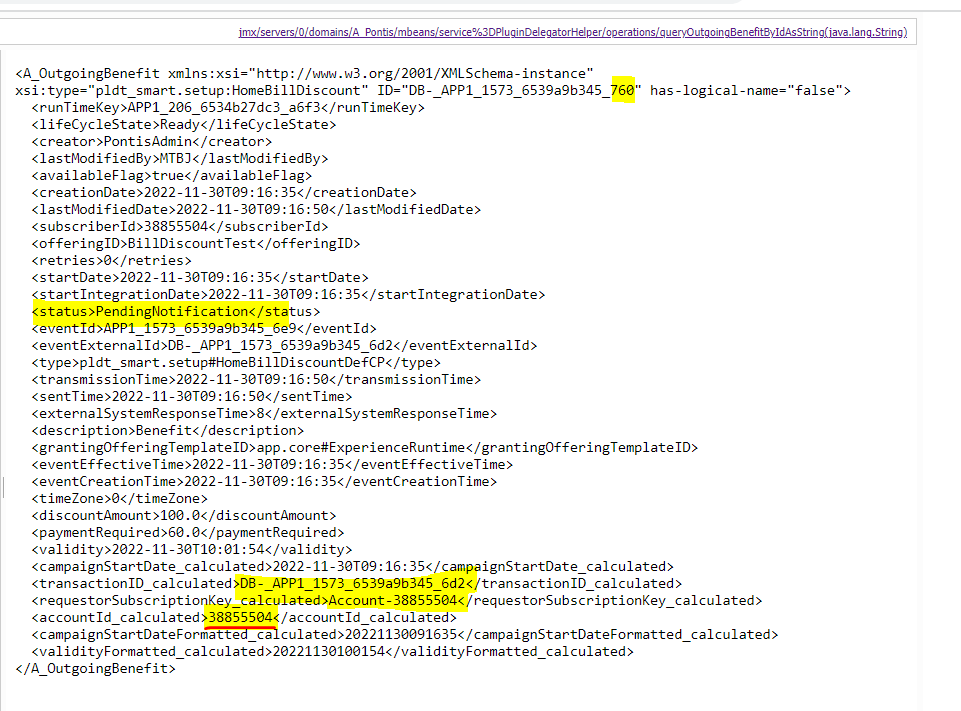 jmx/servers/0/domains/A_Pontis/mbeans/service%3DPluginDelegatorHelper/operations/queryOutgoingBenefitByIdAsString(java.lang.String)
<A_OutgoingBenefit xmlns:xsi="http://www.w3.org/2001/XMLSchema-instance"
xsi:type="pldt_smart.setup:HomeBillDiscount" ID="DB-_APP1_1573_6539a9b345_760" has-logical-name="false">
<runTimeKey>APP1_206_6534b27dc3_a6f3</runTimeKey>
<lifeCycleState>Ready</lifeCycleState>
<creator>PontisAdmin</creator>
<lastModifiedBy>MTBJ</lastModifiedBy>
<availableFlag>true</availableFlag>
<creationDate>2022-11-30T09:16:35</creationDate>
<lastModifiedDate>2022-11-30T09:16:50</lastModifiedDate>
<subscriberId>38855504</subscriberId>
<offeringID>BillDiscountTest</offeringID>
<retries>0</retries>
<startDate>2022-11-30T09:16:35</startDate>
<startIntegrationDate>2022-11-30T09:16:35</startIntegrationDate>
<status>PendingNotification</status>
<eventId>APP1_1573_6539a9b345_6e9</eventId>
<eventExternalId>DB-_APP1_1573_6539a9b345_6d2</eventExternalId>
<type>pldt_smart.setup#HomeBillDiscountDefCP</type>
<transmissionTime>2022-11-30T09:16:50</transmissionTime>
<sentTime>2022-11-30T09:16:50</sentTime>
<externalSystemResponseTime>8</externalSystemResponseTime>
<description>Benefit</description>
<grantingOfferingTemplateID>app.core#ExperienceRuntime</grantingOfferingTemplateID>
<eventEffectiveTime>2022-11-30T09:16:35</eventEffectiveTime>
<eventCreationTime>2022-11-30T09:16:35</eventCreationTime>
<timeZone>0</timeZone>
<discountAmount>100.0</discountAmount>
<paymentRequired>60.0</paymentRequired>
<validity>2022-11-30T10:01:54</validity>
<campaignStartDate_calculated>2022-11-30T09:16:35</campaignStartDate_calculated>
<transactionID_calculated>DB-_APP1_1573_6539a9b345_6d2</transactionID_calculated>
<requestorSubscriptionKey_calculated>Account-38855504</requestorSubscriptionKey_calculated>
<accountId_calculated>38855504</accountId_calculated>
<campaignStartDateFormatted_calculated>20221130091635</campaignStartDateFormatted_calculated>
<validityFormatted_calculated>20221130100154</validityFormatted_calculated>
</A_OutgoingBenefit>